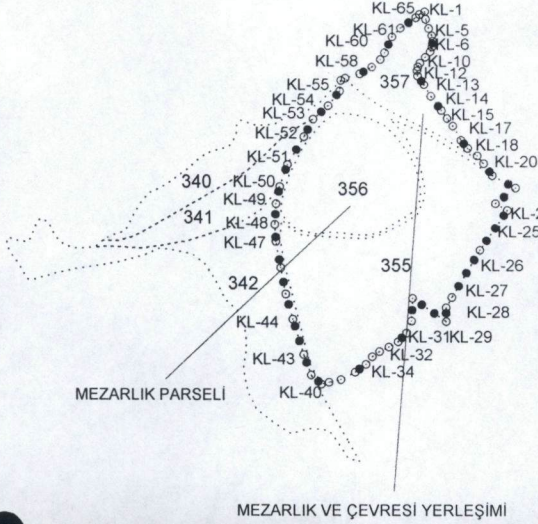 KL-65 KL-1
KL-61 KL-5
KL-60 KL-6
KL-10
KL-58 KL-12
357 KL-13
KL-55 KL-14
KL-54 KL-15
KL-53 KL-17
KL-52 KL-18
KL-51 KL-20
340 KL-50 356
KL-49
341 KL-48 KL-25
KL-47
342 355 KL-26
KL-27
KL-44 KL-28
KL-31 KL-29
KL-43 KL-32
KL-40 KL-34
MEZARLIK PARSELİ
MEZARLIK VE ÇEVRESİ YERLEŞİMİ